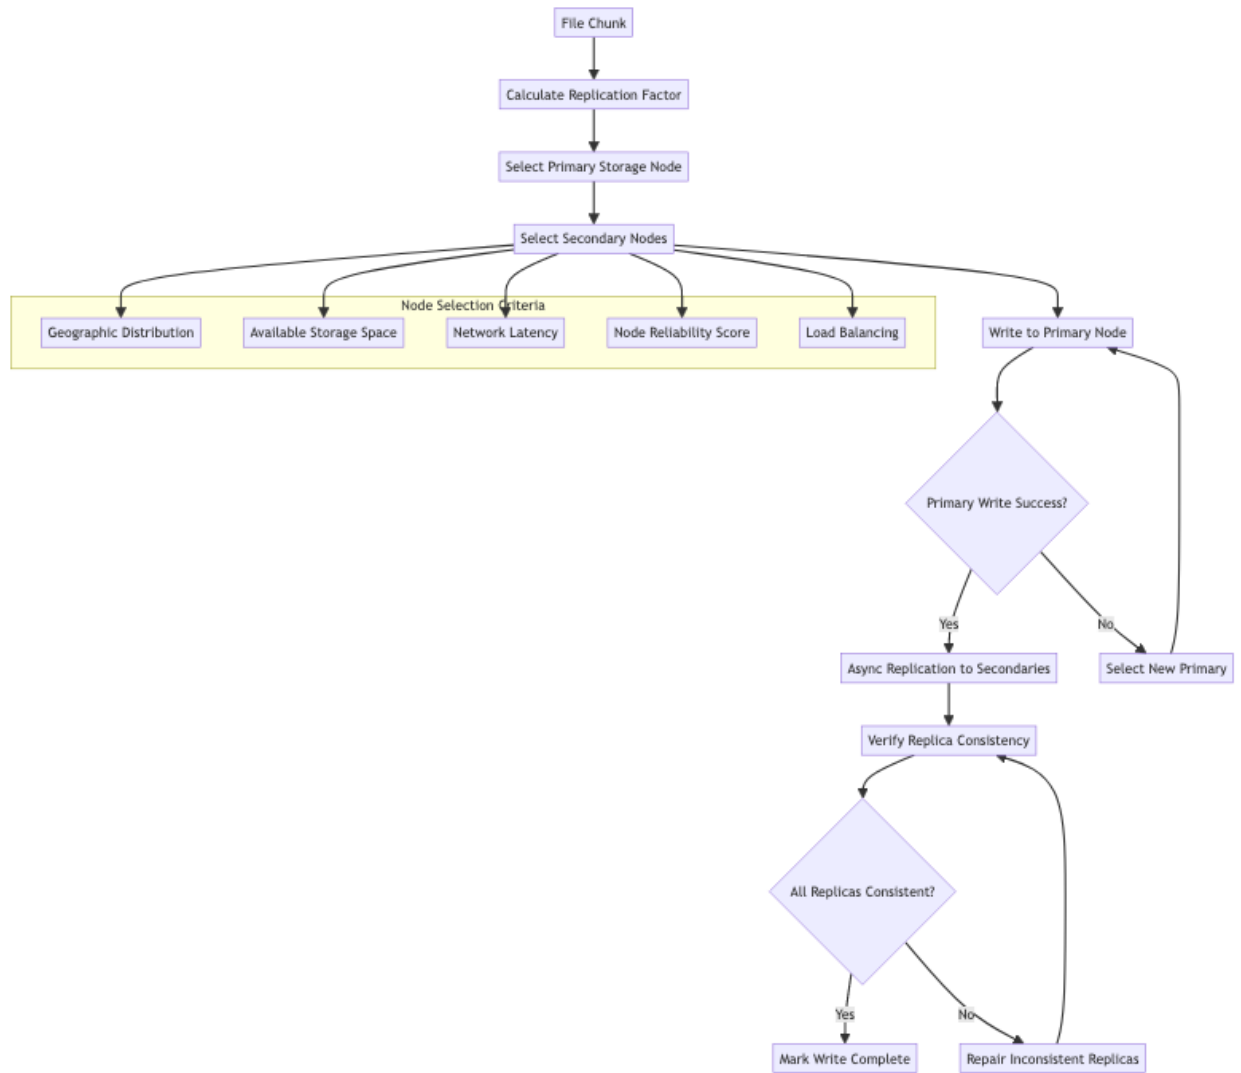 File Chunk
Calculate Replication Factor
Select Primary Storage Node
Select Secondary Nodes
Node Selection Criteria
Geographic Distribution
Available Storage Space
Network Latency
Node Reliability Score
Load Balancing
Write to Primary Node
Primary Write Success?
Yes
No
Async Replication to Secondaries
Select New Primary
Verify Replica Consistency
All Replicas Consistent?
Yes
No
Mark Write Complete
Repair Inconsistent Replicas